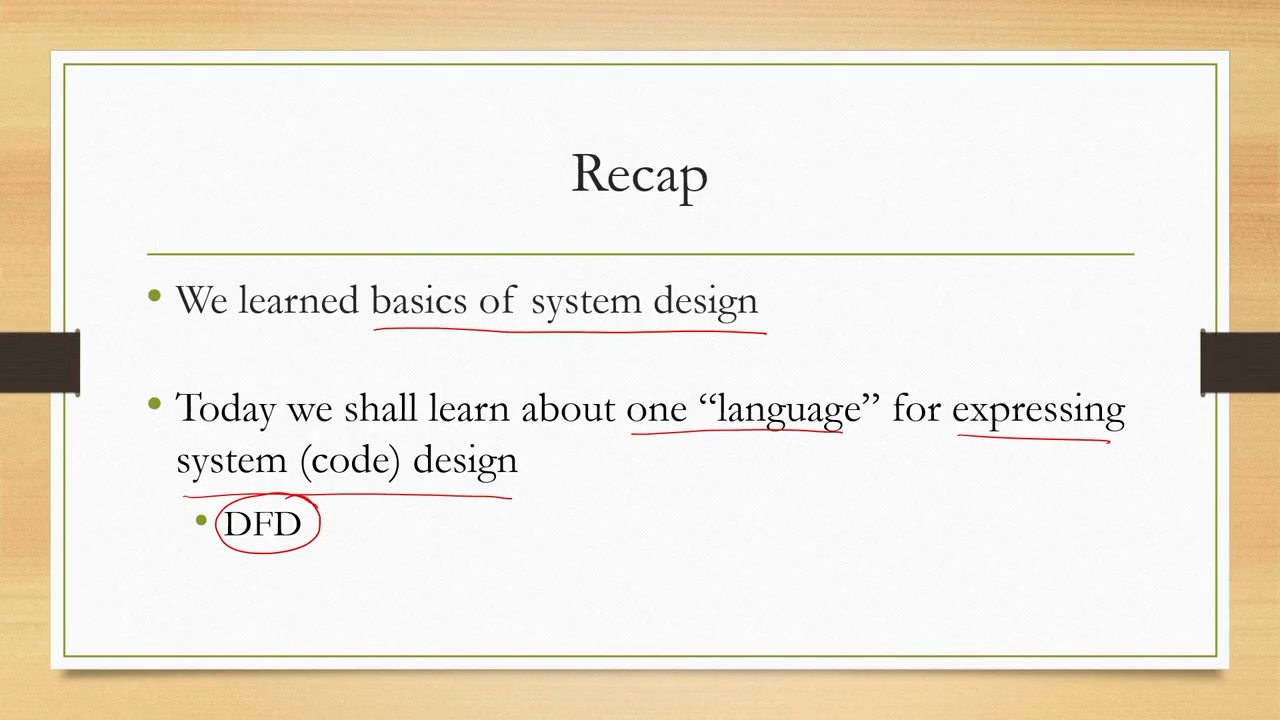 Recap
• We learned basics of system design
• Today we shall learn about one “language” for expressing
system (code) design
• DFD